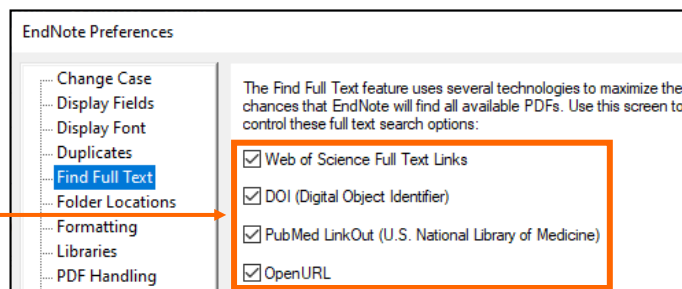 EndNote Preferences
Change Case
Display Fields
Display Font
Duplicates
Find Full Text
Folder Locations
Formatting
Libraries
PDF Handling
The Find Full Text feature uses several technologies to maximize the
chances that EndNote will find all available PDFs. Use this screen to
control these full text search options:
Web of Science Full Text Links
DOI (Digital Object Identifier)
PubMed LinkOut (U.S. National Library of Medicine)
OpenURL